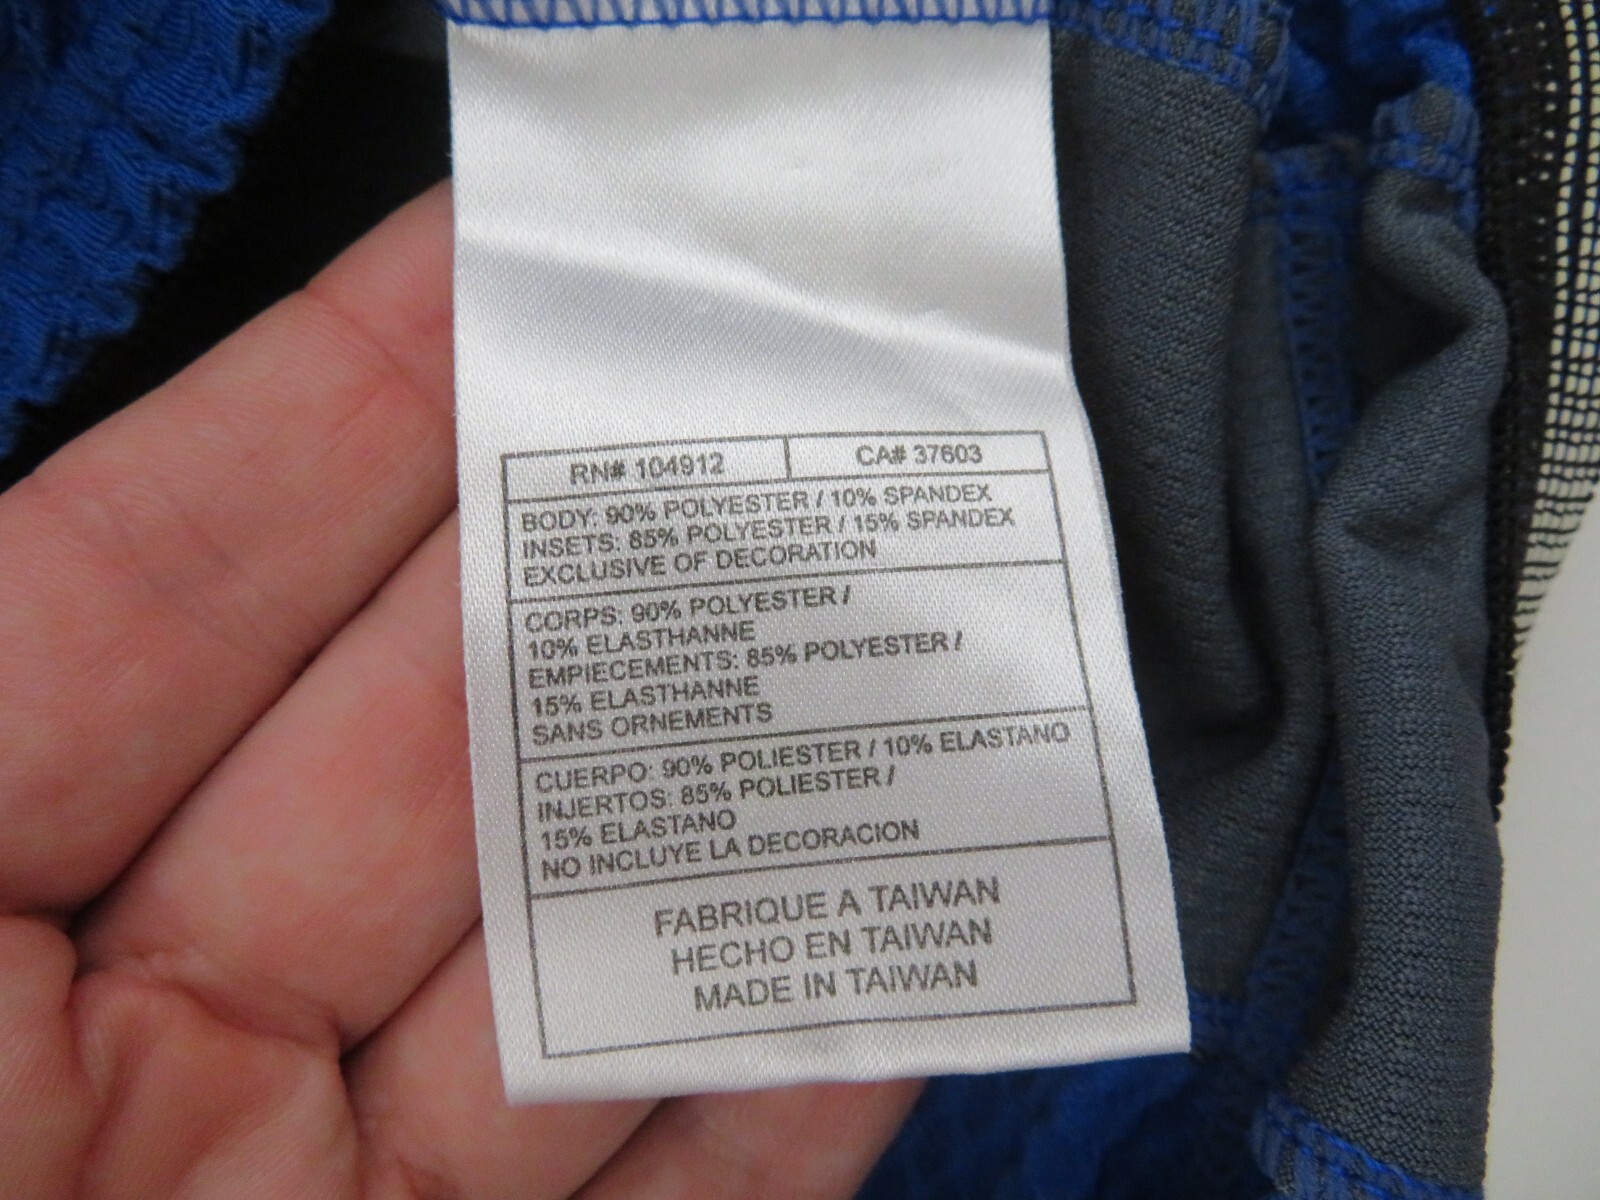 RN# 104912 CA# 37603
BODY: 90% POLYESTER / 10% SPANDEX
INSETS: 85% POLYESTER / 15% SPANDEX
EXCLUSIVE OF DECORATION
CORPS: 90% POLYESTER /
10% ELASTHANNE
EMPIECEMENTS: 85% POLYESTER /
15% ELASTHANNE
SANS ORNEMENTS
CUERPO: 90% POLIESTER / 10% ELASTANO
INJERTOS: 85% POLIESTER /
15% ELASTANO
NO INCLUYE LA DECORACION
FABRIQUE A TAIWAN
HECHO EN TAIWAN
MADE IN TAIWAN